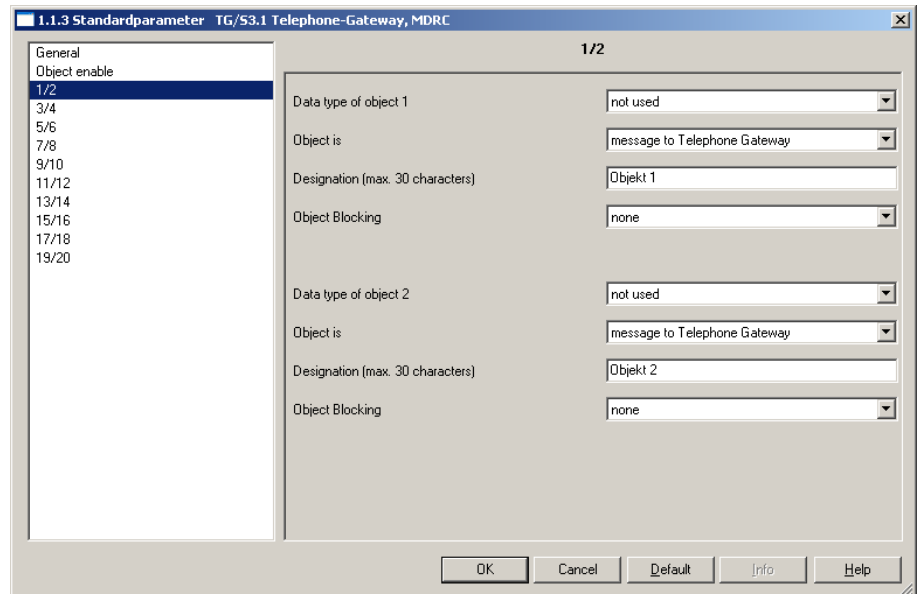 1.1.3 Standardparameter TG/S3.1 Telephone-Gateway, MDRC
General
Object enable
1/2
3/4
5/6
7/8
9/10
11/12
13/14
15/16
17/18
19/20
1/2
Data type of object 1 not used
Object is message to Telephone Gateway
Designation (max. 30 characters) Objekt 1
Object Blocking none
Data type of object 2 not used
Object is message to Telephone Gateway
Designation (max. 30 characters) Objekt 2
Object Blocking none
OK Cancel Default Info Help